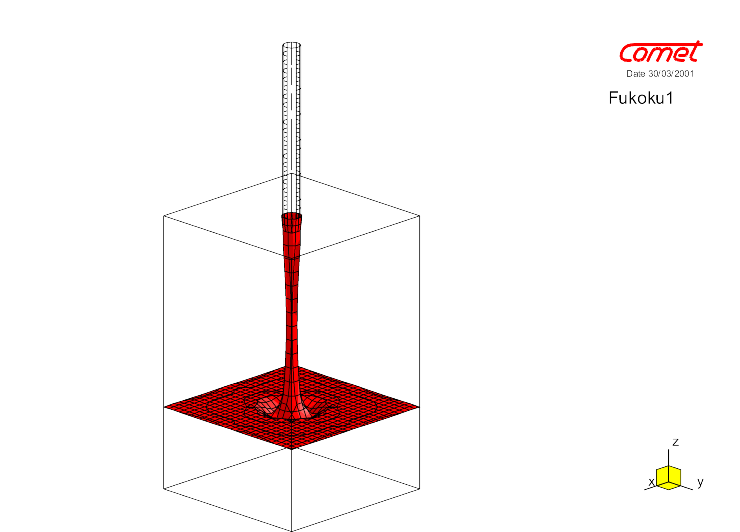 Comet
Date 30/03/2001
Fukoku1
z
x
y